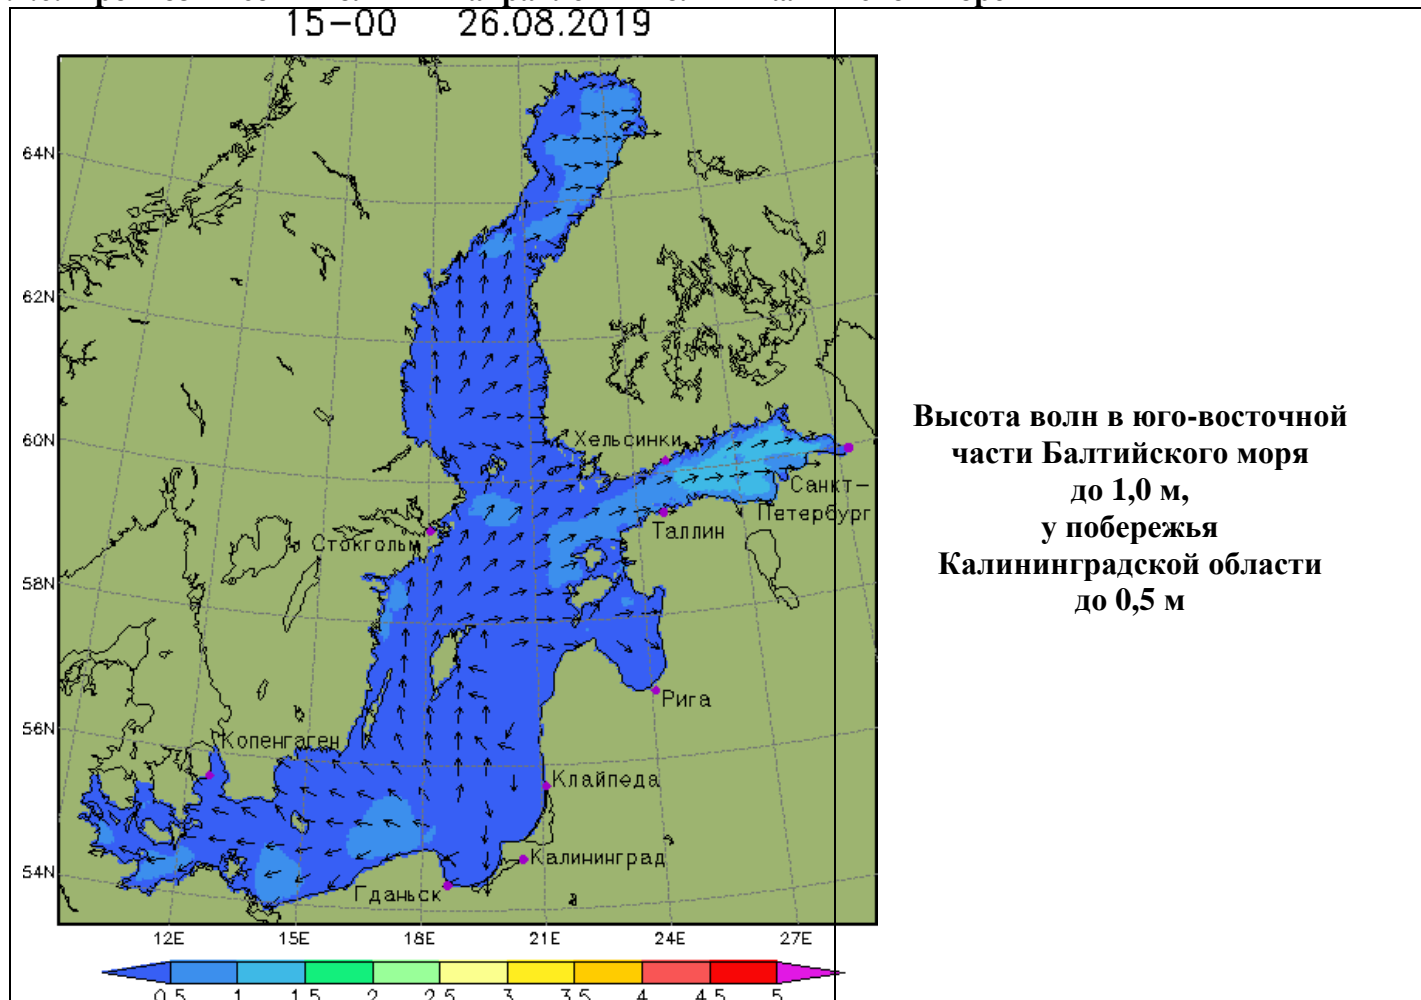 15-00 26.08.2019
64N
62N
60N
58N
56N
54N
Хельсинки
Санкт-
Петербург
Таллин
Стокгольм
Рига
Копенгаген
Клайпеда
Калининград
Гданьск
12E 15E 18E 21E 24E 27E
0.5 1 1.5 2 2.5 3 3.5 4 4.5 5
Высота волн в юго-восточной
части Балтийского моря
до 1,0 м,
у побережья
Калининградской области
до 0,5 м